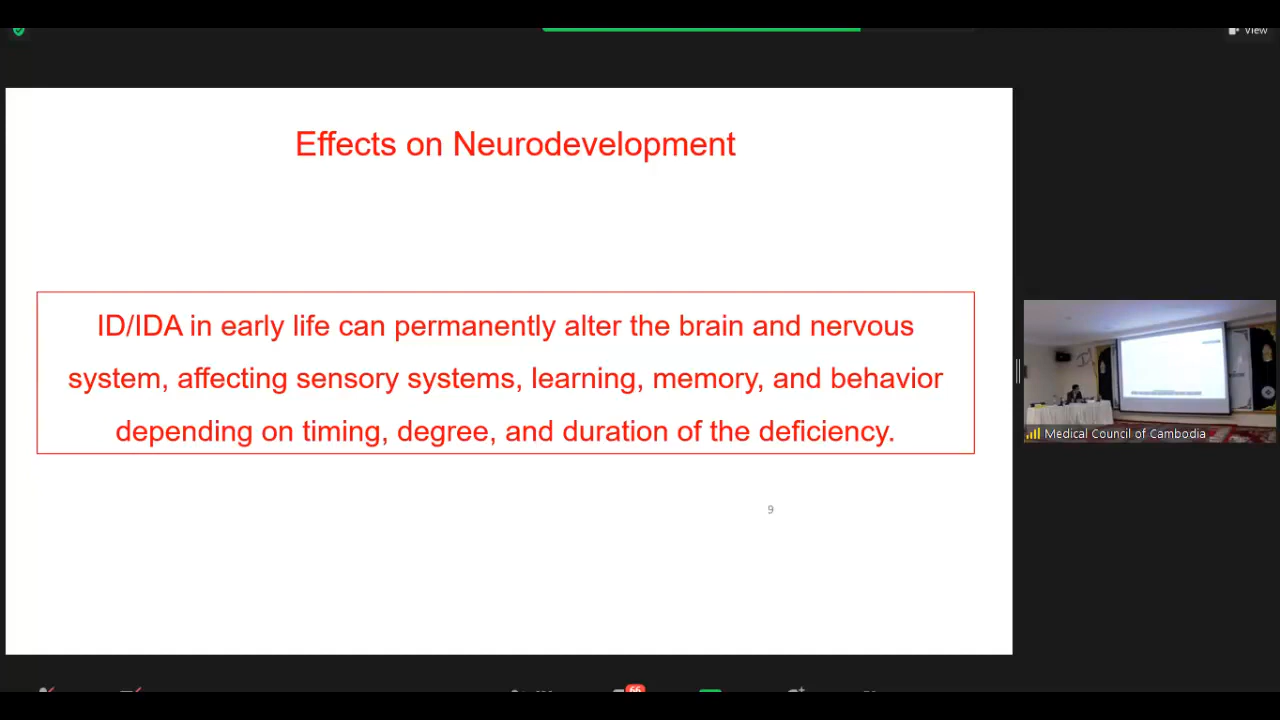 View
Effects on Neurodevelopment
ID/IDA in early life can permanently alter the brain and nervous
system, affecting sensory systems, learning, memory, and behavior
depending on timing, degree, and duration of the deficiency.
9
Medical Council of Cambodia
66